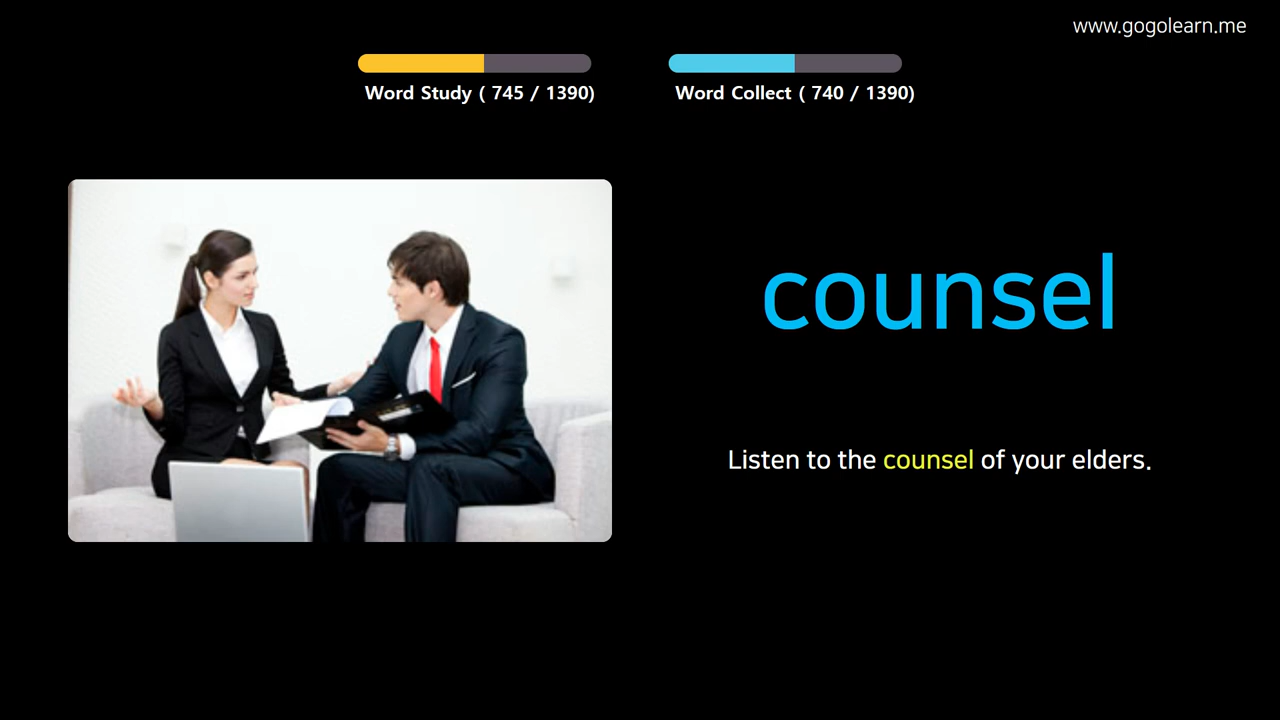 www.gogolearn.me
Word Study ( 745 / 1390)
Word Collect ( 740 / 1390)
counsel
Listen to the counsel of your elders.